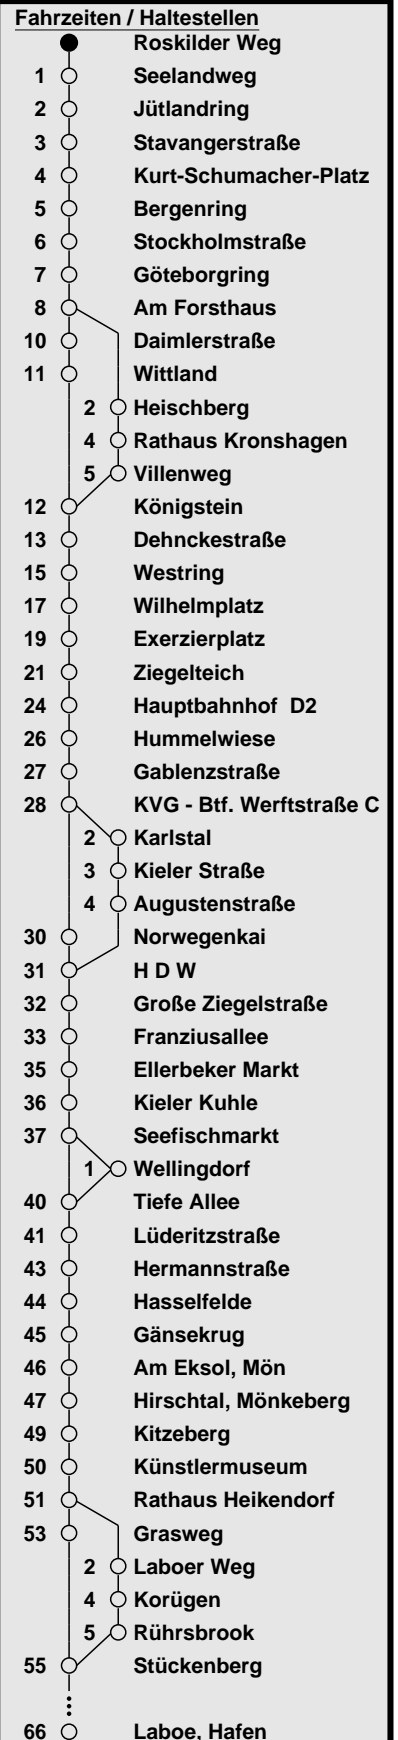 Fahrzeiten / Haltestellen
Roskilder Weg
1 Seelandweg
2 Jütlandring
3 Stavangerstraße
4 Kurt-Schumacher-Platz
5 Bergenring
6 Stockholmstraße
7 Göteborgring
8 Am Forsthaus
10 Daimlerstraße
11 Wittland
2 Heischberg
4 Rathaus Kronshagen
5 Villenweg
12 Königstein
13 Dehnckestraße
15 Westring
17 Wilhelmplatz
19 Exerzierplatz
21 Ziegelteich
24 Hauptbahnhof D2
26 Hummelwiese
27 Gablenzstraße
28 KVG - Btf. Werftstraße C
2 Karlstal
3 Kieler Straße
4 Augustenstraße
30 Norwegenkai
31 H D W
32 Große Ziegelstraße
33 Franziusallee
35 Ellerbeker Markt
36 Kieler Kuhle
37 Seefischmarkt
1 Wellingdorf
40 Tiefe Allee
41 Lüderitzstraße
43 Hermannstraße
44 Hasselfelde
45 Gänsekrug
46 Am Eksol, Mön
47 Hirschtal, Mönkeberg
49 Kitzeberg
50 Künstlermuseum
51 Rathaus Heikendorf
53 Grasweg
2 Laboer Weg
4 Korügen
5 Rührsbrook
55 Stückenberg
66 Laboe, Hafen